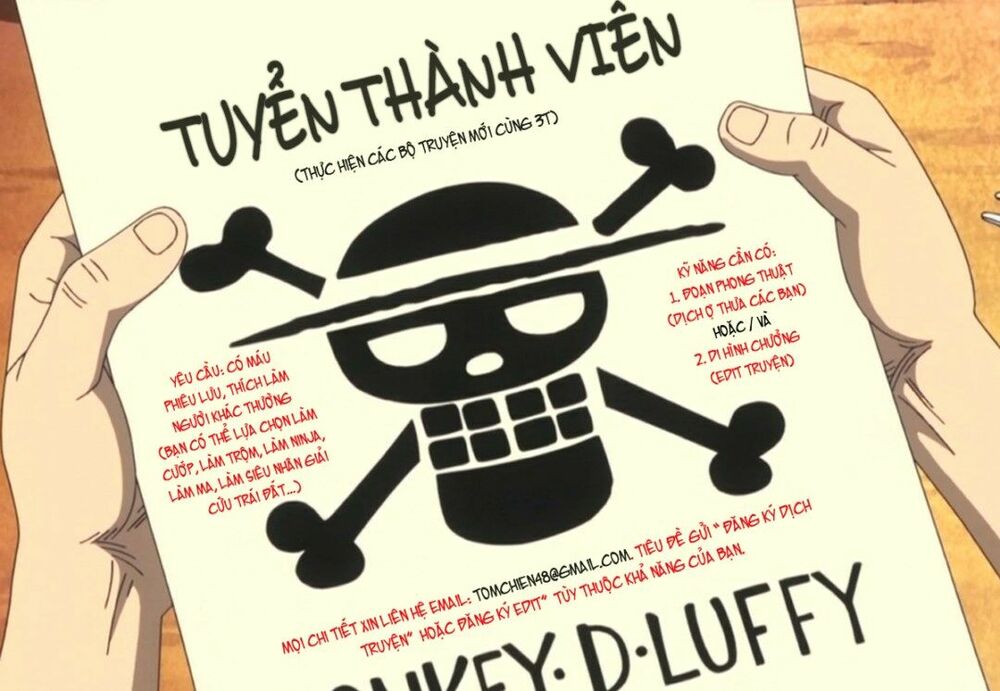 TUYỂN THÀNH VIÊN
(THỰC HIỆN CÁC BỘ TRUYỆN MỚI CÙNG 3T)
KỸ NĂNG CẦN CÓ:
1. ĐOẠN PHONG THUẬT
(DỊCH Ợ THƯA CÁC BẠN)
HOẶC / VÀ
2. DI HÌNH CHƯỞNG
(EDIT TRUYỆN)
YÊU CẦU: CÓ MÁU
PHIÊU LƯU, THÍCH LÀM
NGƯỜI KHÁC THƯỜNG
(BẠN CÓ THỂ LỰA CHỌN LÀM
CƯỚP, LÀM TRỘM, LÀM NINJA,
LÀM MA, LÀM SIÊU NHÂN GIẢI
CỨU TRÁI ĐẤT...)
MỌI CHI TIẾT XIN LIÊN HỆ EMAIL: TOMCHIEN48@GMAIL.COM. TIÊU ĐỀ GỬI " ĐĂNG KÝ DỊCH
TRUYỆN" HOẶC ĐĂNG KÝ EDIT" TÙY THUỘC KHẢ NĂNG CỦA BẠN.
NKEY·D·LUFFY